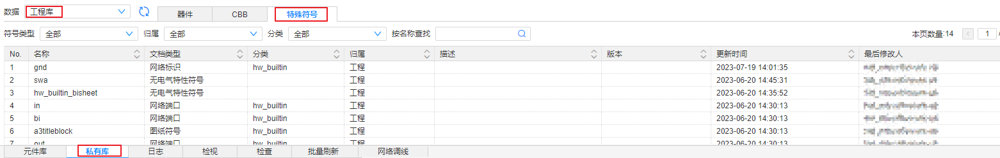 数据 工程库 器件 CBB 特殊符号
符号类型 全部 归属 全部 分类 全部 按名称查找 本页数量:14 1
No. 名称 文档类型 分类 归属 描述 版本 更新时间 最后修改人
1 gnd 网络标识 hw_builtin 工程 2023-07-19 14:01:35
2 swa 无电气特性符号 工程 2023-06-20 14:45:31
3 hw_builtin_bisheet 无电气特性符号 工程 2023-06-20 14:35:52
4 in 网络端口 hw_builtin 工程 2023-06-20 14:30:13
5 bi 网络端口 hw_builtin 工程 2023-06-20 14:30:13
6 a3titleblock 图纸符号 hw_builtin 工程 2023-06-20 14:30:13
7 out 网络端口 hw_builtin 工程 2023-06-20 14:30:13
元件库 私有库 日志 检视 检查 批量刷新 网络调线